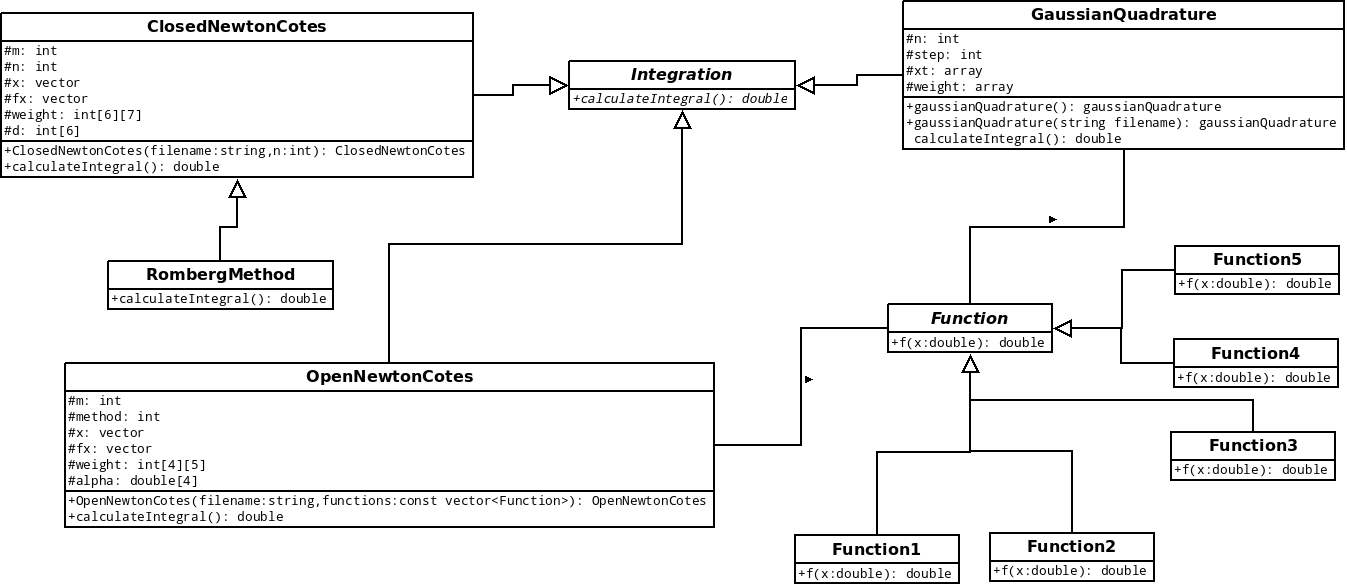 ClosedNewtonCotes
#m: int
#n: int
#x: vector
#fx: vector
#weight: int[6][7]
#d: int[6]
+ClosedNewtonCotes(filename:string,n:int): ClosedNewtonCotes
+calculateIntegral(): double
Integration
+calculateIntegral(): double
GaussianQuadrature
#n: int
#step: int
#xt: array
#weight: array
+gaussianQuadrature(): gaussianQuadrature
+gaussianQuadrature(string filename): gaussianQuadrature
calculateIntegral(): double
RombergMethod
+calculateIntegral(): double
Function5
+f(x:double): double
Function
+f(x:double): double
Function4
+f(x:double): double
OpenNewtonCotes
#m: int
#method: int
#x: vector
#fx: vector
#weight: int[4][5]
#alpha: double[4]
+OpenNewtonCotes(filename:string,functions:const vector<Function>): OpenNewtonCotes
+calculateIntegral(): double
Function3
+f(x:double): double
Function1
+f(x:double): double
Function2
+f(x:double): double